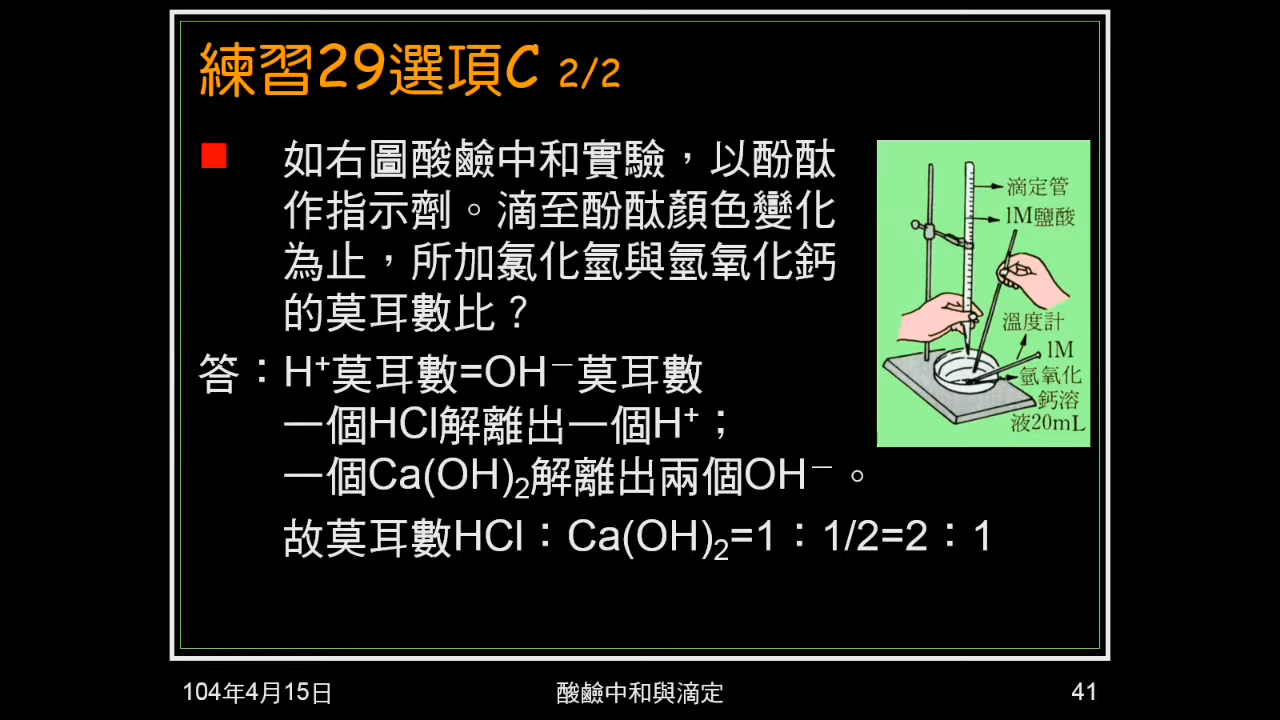 練習29選項C 2/2
如右圖酸鹼中和實驗，以酚酞
作指示劑。滴至酚酞顏色變化
為止，所加氯化氫與氫氧化鈣
的莫耳數比？
答：H⁺莫耳數=OH⁻莫耳數
一個HCl解離出一個H⁺；
一個Ca(OH)₂解離出兩個OH⁻。
故莫耳數HCl：Ca(OH)₂=1：1/2=2：1
滴定管
1M鹽酸
溫度計
1M
氫氧化
鈣溶
液20mL
104年4月15日
酸鹼中和與滴定
41